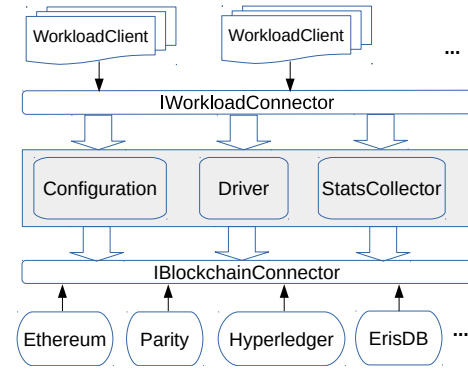 WorkloadClient WorkloadClient ...
IWorkloadConnector
Configuration Driver StatsCollector
IBlockchainConnector
Ethereum Parity Hyperledger ErisDB ...